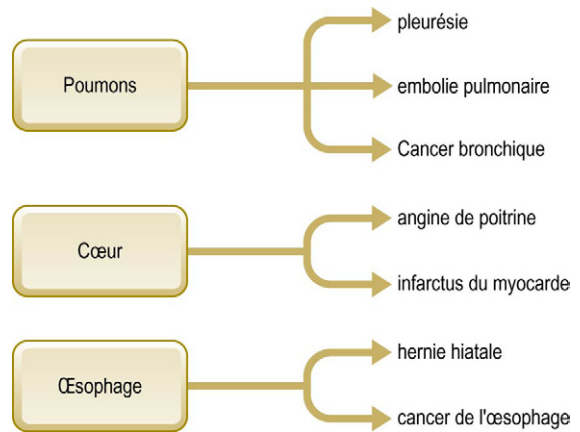 Poumons
pleurésie
embolie pulmonaire
Cancer bronchique
Cœur
angine de poitrine
infarctus du myocarde
Œsophage
hernie hiatale
cancer de l'œsophage